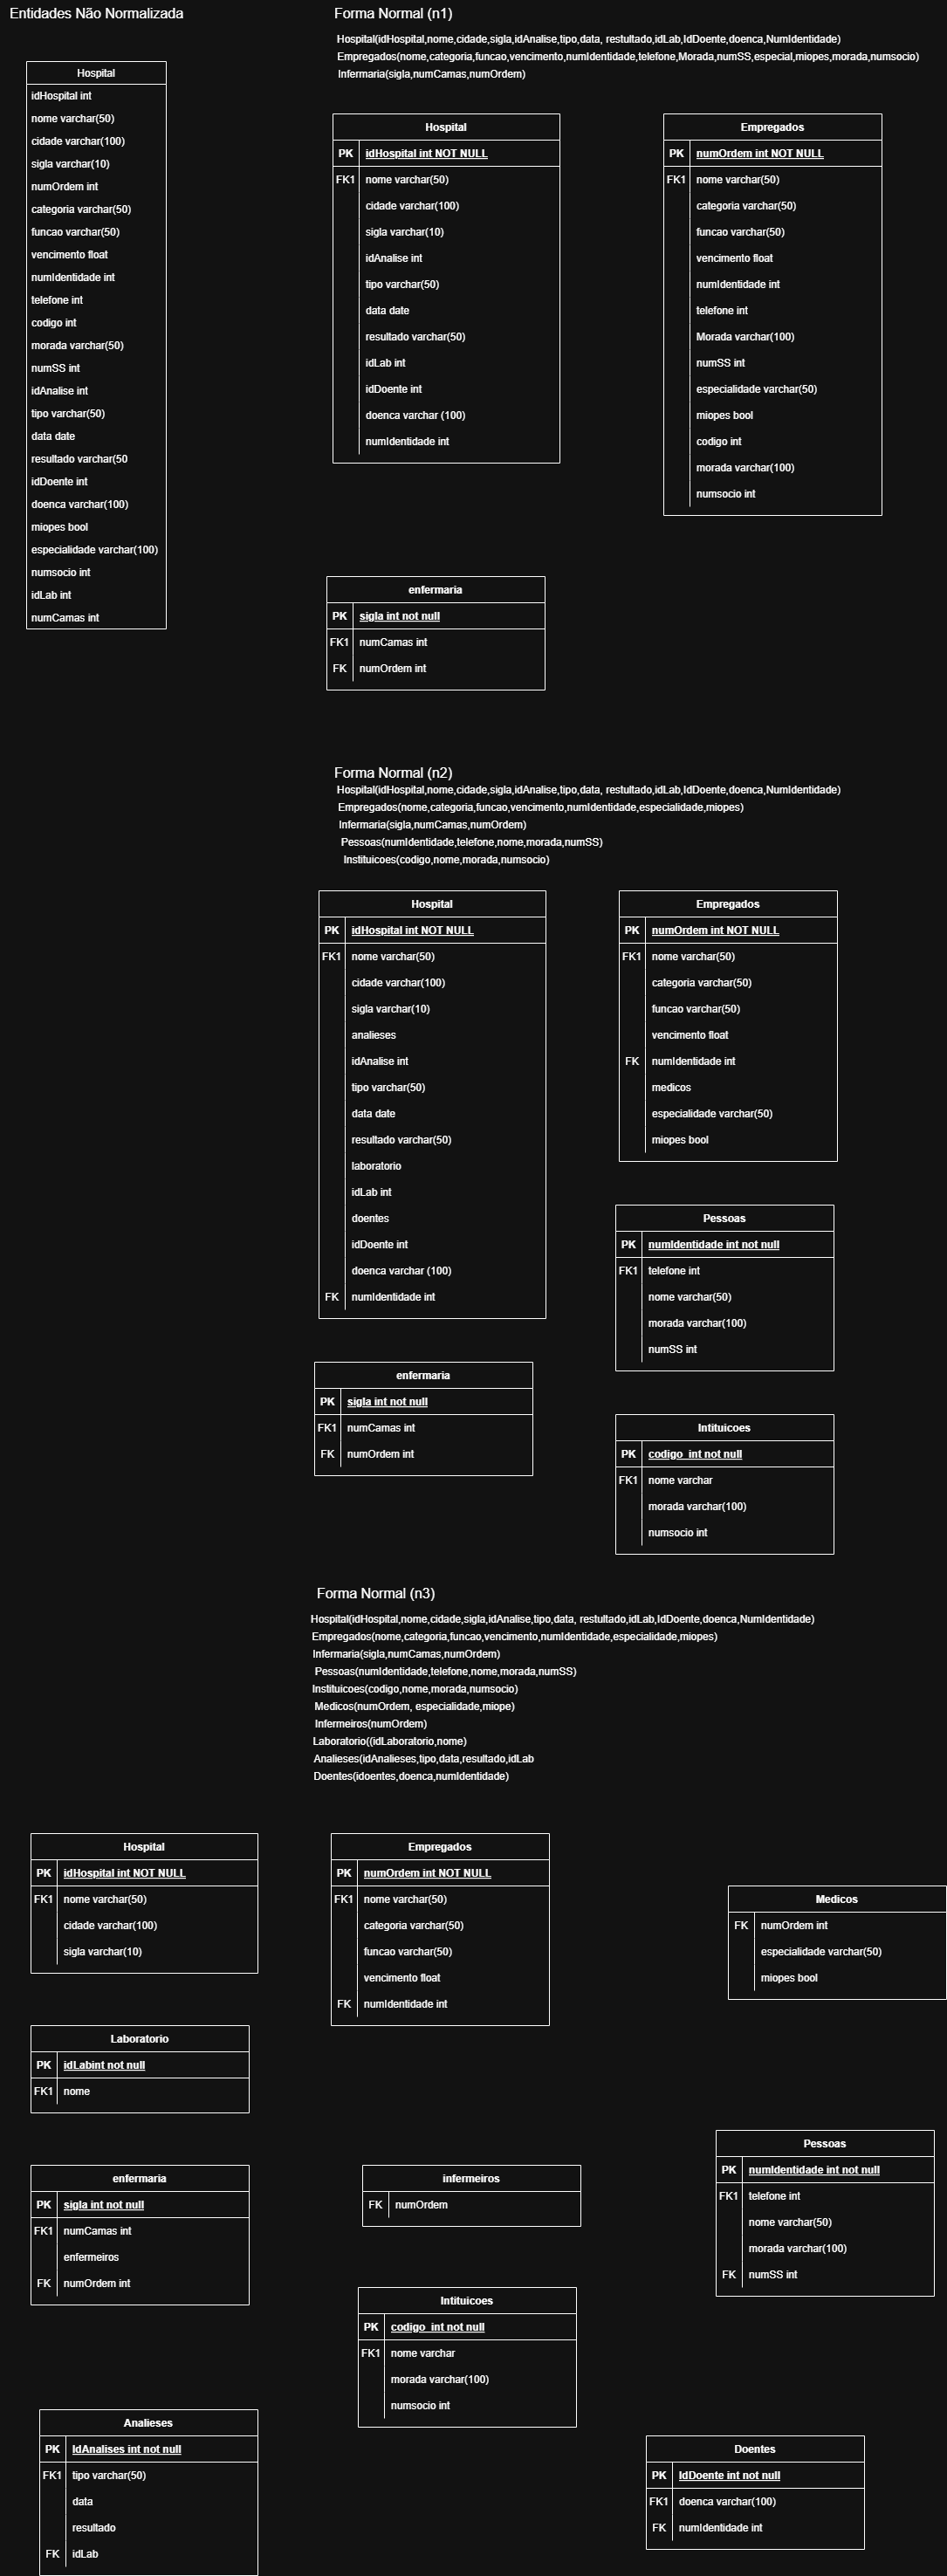 Entidades Não Normalizada
Hospital
idHospital int
nome varchar(50)
cidade varchar(100)
sigla varchar(10)
numOrdem int
categoria varchar(50)
funcao varchar(50)
vencimento float
numIdentidade int
telefone int
codigo int
morada varchar(50)
numSS int
idAnalise int
tipo varchar(50)
data date
resultado varchar(50
idDoente int
doenca varchar(100)
miopes bool
especialidade varchar(100)
numsocio int
idLab int
numCamas int
Forma Normal (n1)
Hospital(idHospital,nome,cidade,sigla,idAnalise,tipo,data, restultado,idLab,IdDoente,doenca,NumIdentidade)
Empregados(nome,categoria,funcao,vencimento,numIdentidade,telefone,Morada,numSS,especial,miopes,morada,numsocio)
Infermaria(sigla,numCamas,numOrdem)
Hospital
PK idHospital int NOT NULL
FK1 nome varchar(50)
cidade varchar(100)
sigla varchar(10)
idAnalise int
tipo varchar(50)
data date
resultado varchar(50)
idLab int
idDoente int
doenca varchar (100)
numIdentidade int
Empregados
PK numOrdem int NOT NULL
FK1 nome varchar(50)
categoria varchar(50)
funcao varchar(50)
vencimento float
numIdentidade int
telefone int
Morada varchar(100)
numSS int
especialidade varchar(50)
miopes bool
codigo int
morada varchar(100)
numsocio int
enfermaria
PK sigla int not null
FK1 numCamas int
FK numOrdem int
Forma Normal (n2)
Hospital(idHospital,nome,cidade,sigla,idAnalise,tipo,data, restultado,idLab,IdDoente,doenca,NumIdentidade)
Empregados(nome,categoria,funcao,vencimento,numIdentidade,especialidade,miopes)
Infermaria(sigla,numCamas,numOrdem)
Pessoas(numIdentidade,telefone,nome,morada,numSS)
Instituicoes(codigo,nome,morada,numsocio)
Hospital
PK idHospital int NOT NULL
FK1 nome varchar(50)
cidade varchar(100)
sigla varchar(10)
analieses
idAnalise int
tipo varchar(50)
data date
resultado varchar(50)
laboratorio
idLab int
doentes
idDoente int
doenca varchar (100)
FK numIdentidade int
Empregados
PK numOrdem int NOT NULL
FK1 nome varchar(50)
categoria varchar(50)
funcao varchar(50)
vencimento float
FK numIdentidade int
medicos
especialidade varchar(50)
miopes bool
Pessoas
PK numIdentidade int not null
FK1 telefone int
nome varchar(50)
morada varchar(100)
numSS int
enfermaria
PK sigla int not null
FK1 numCamas int
FK numOrdem int
Intituicoes
PK codigo_int not null
FK1 nome varchar
morada varchar(100)
numsocio int
Forma Normal (n3)
Hospital(idHospital,nome,cidade,sigla,idAnalise,tipo,data, restultado,idLab,IdDoente,doenca,NumIdentidade)
Empregados(nome,categoria,funcao,vencimento,numIdentidade,especialidade,miopes)
Infermaria(sigla,numCamas,numOrdem)
Pessoas(numIdentidade,telefone,nome,morada,numSS)
Instituicoes(codigo,nome,morada,numsocio)
Medicos(numOrdem, especialidade,miope)
Infermeiros(numOrdem)
Laboratorio((idLaboratorio,nome)
Analieses(idAnalieses,tipo,data,resultado,idLab
Doentes(idoentes,doenca,numIdentidade)
Hospital
PK idHospital int NOT NULL
FK1 nome varchar(50)
cidade varchar(100)
sigla varchar(10)
Empregados
PK numOrdem int NOT NULL
FK1 nome varchar(50)
categoria varchar(50)
funcao varchar(50)
vencimento float
FK numIdentidade int
Medicos
FK numOrdem int
especialidade varchar(50)
miopes bool
Laboratorio
PK idLabint not null
FK1 nome
Pessoas
PK numIdentidade int not null
FK1 telefone int
nome varchar(50)
morada varchar(100)
FK numSS int
enfermaria
PK sigla int not null
FK1 numCamas int
enfermeiros
FK numOrdem int
infermeiros
FK numOrdem
Intituicoes
PK codigo_int not null
FK1 nome varchar
morada varchar(100)
numsocio int
Analieses
PK IdAnalises int not null
FK1 tipo varchar(50)
data
resultado
FK idLab
Doentes
PK IdDoente int not null
FK1 doenca varchar(100)
FK numIdentidade int